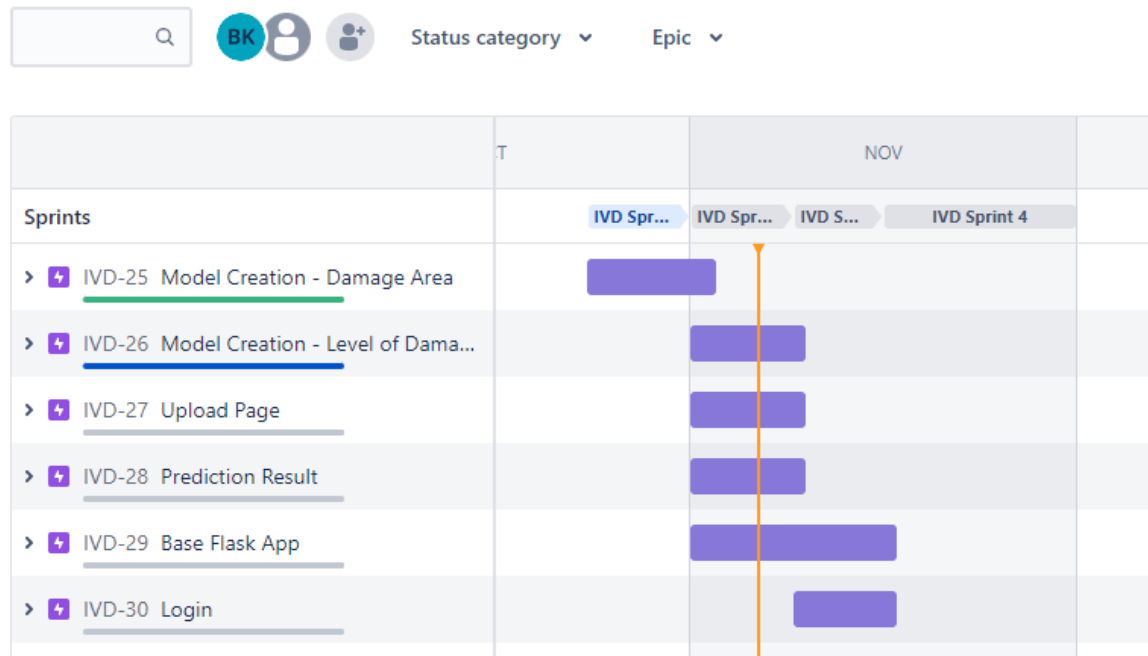 BK Status category Epic
T NOV
Sprints IVD Spr... IVD Spr... IVD S... IVD Sprint 4
IVD-25 Model Creation - Damage Area
IVD-26 Model Creation - Level of Dama...
IVD-27 Upload Page
IVD-28 Prediction Result
IVD-29 Base Flask App
IVD-30 Login